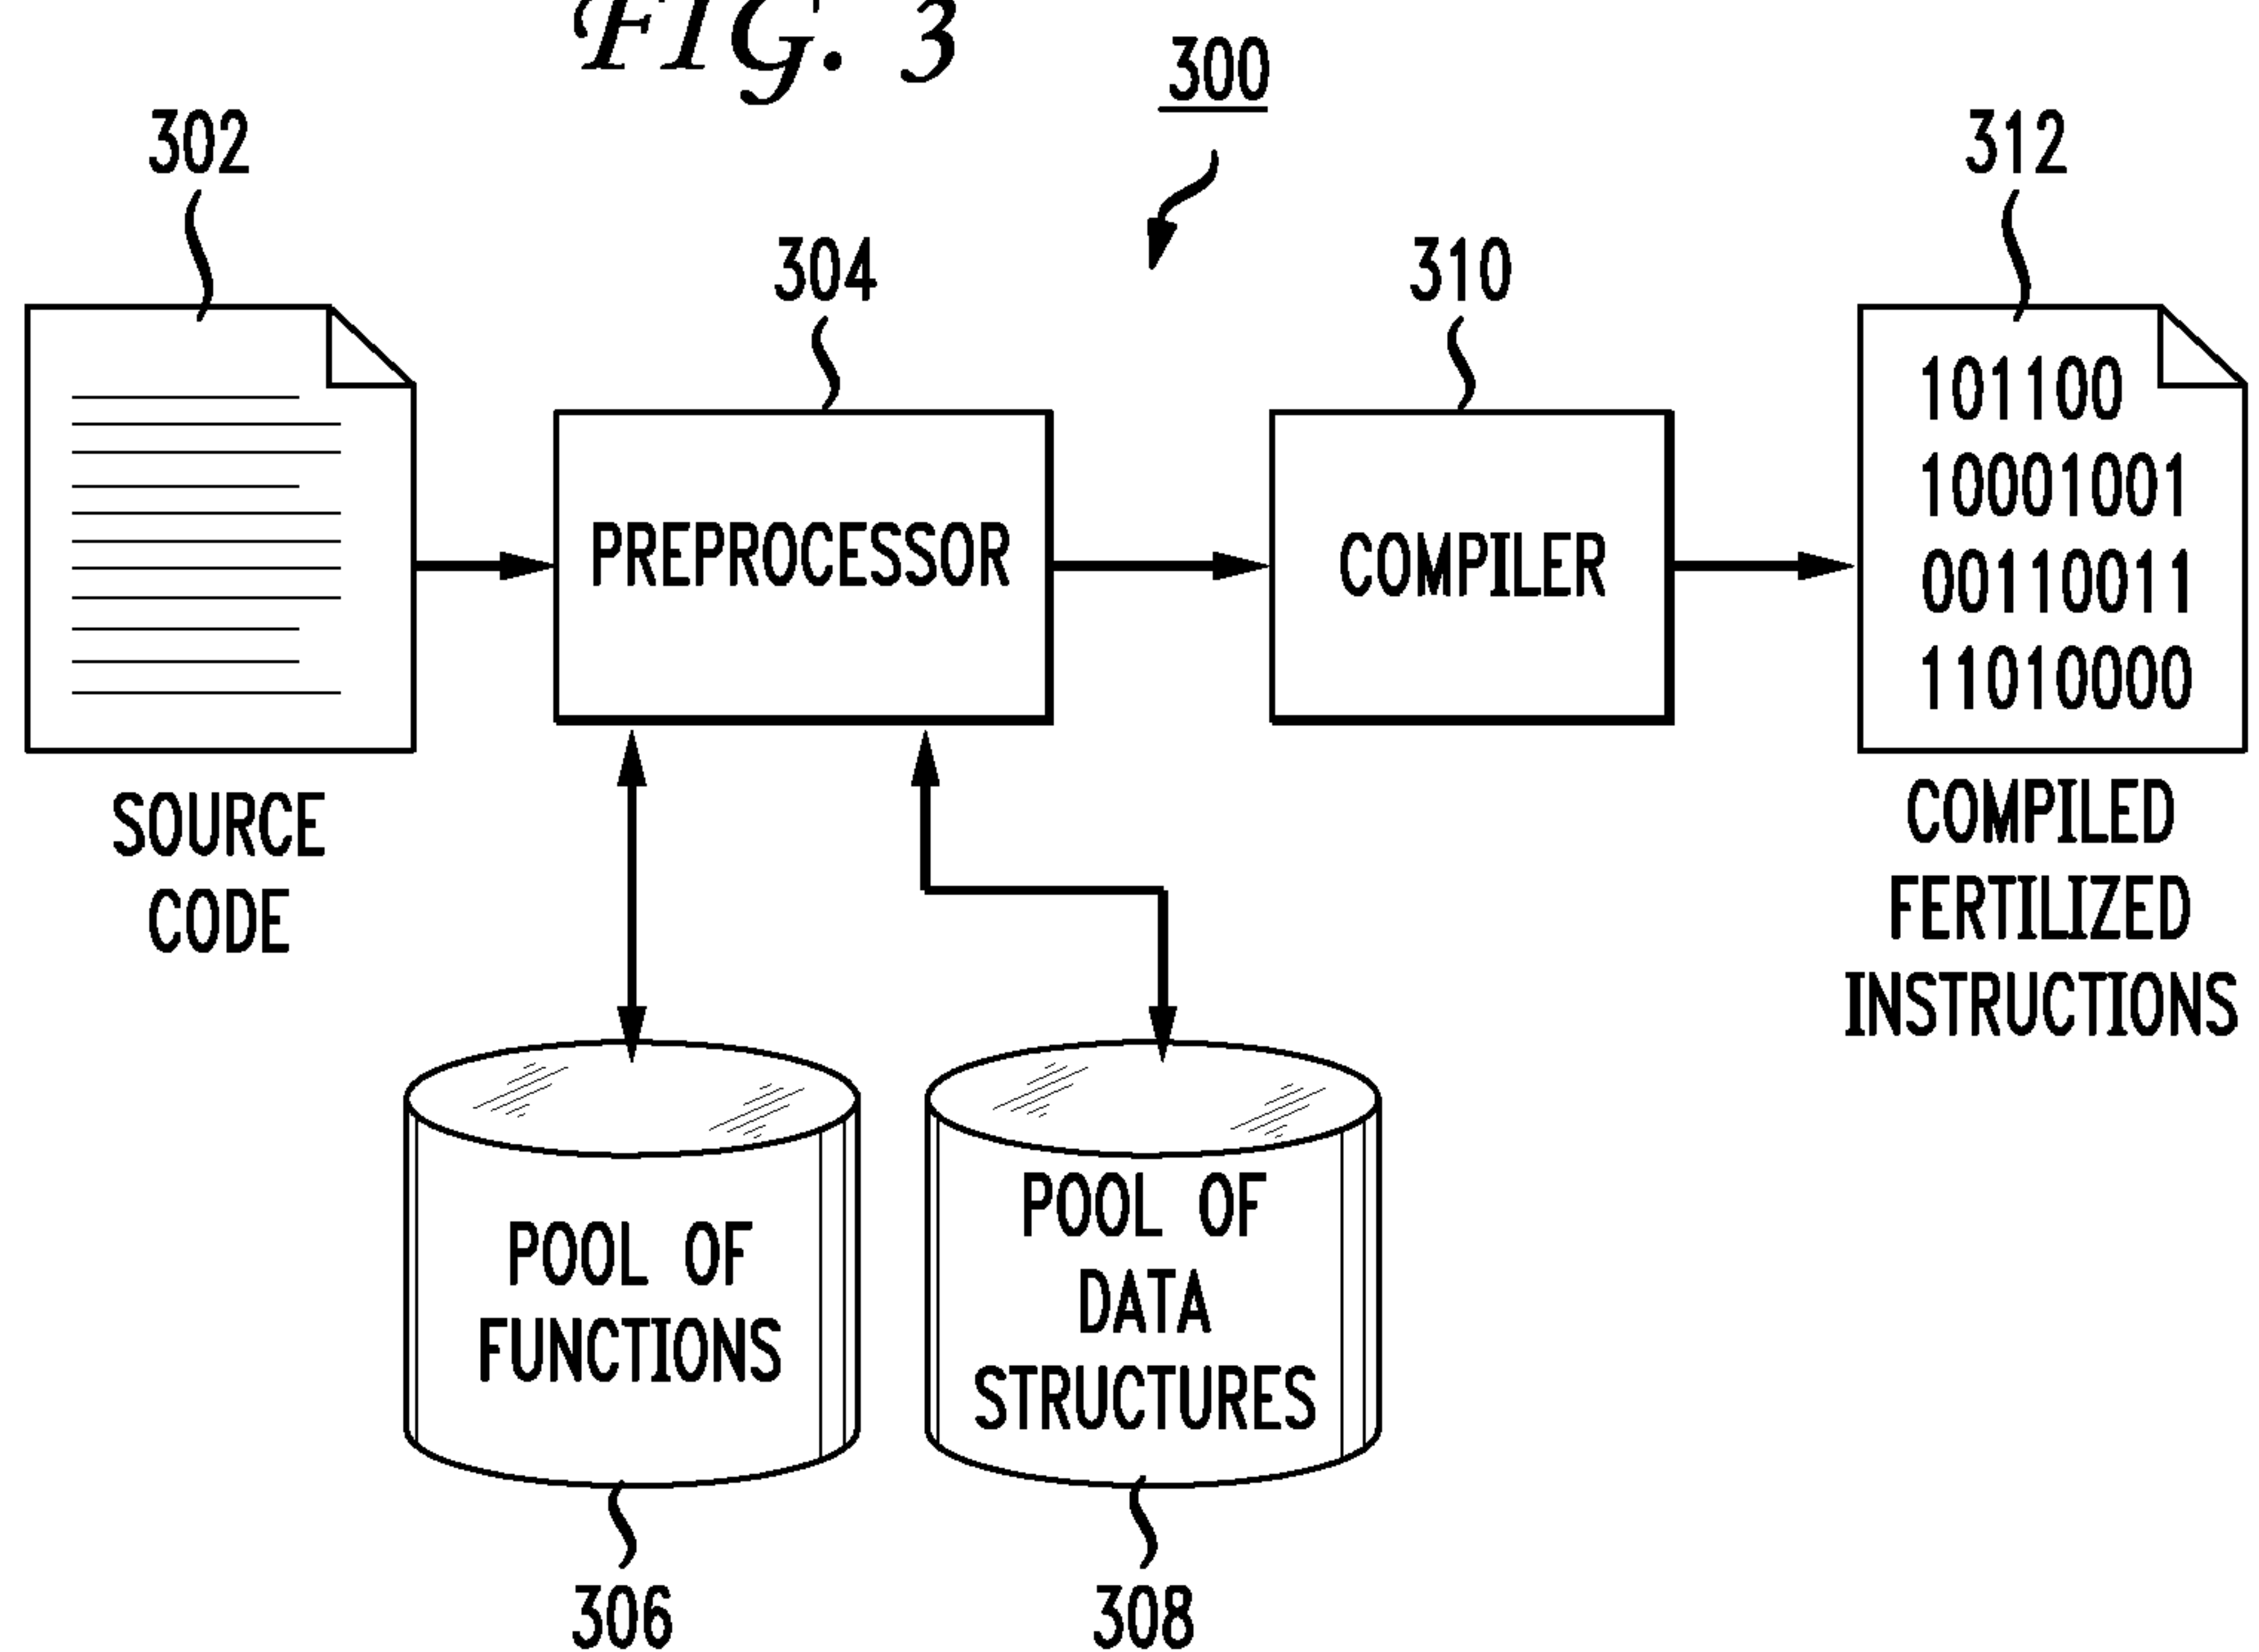 FIG. 3
300
302
304
310
312
101100
10001001
00110011
11010000
PREPROCESSOR
COMPILER
SOURCE
CODE
COMPILED
FERTILIZED
INSTRUCTIONS
POOL OF
FUNCTIONS
POOL OF
DATA
STRUCTURES
306
308